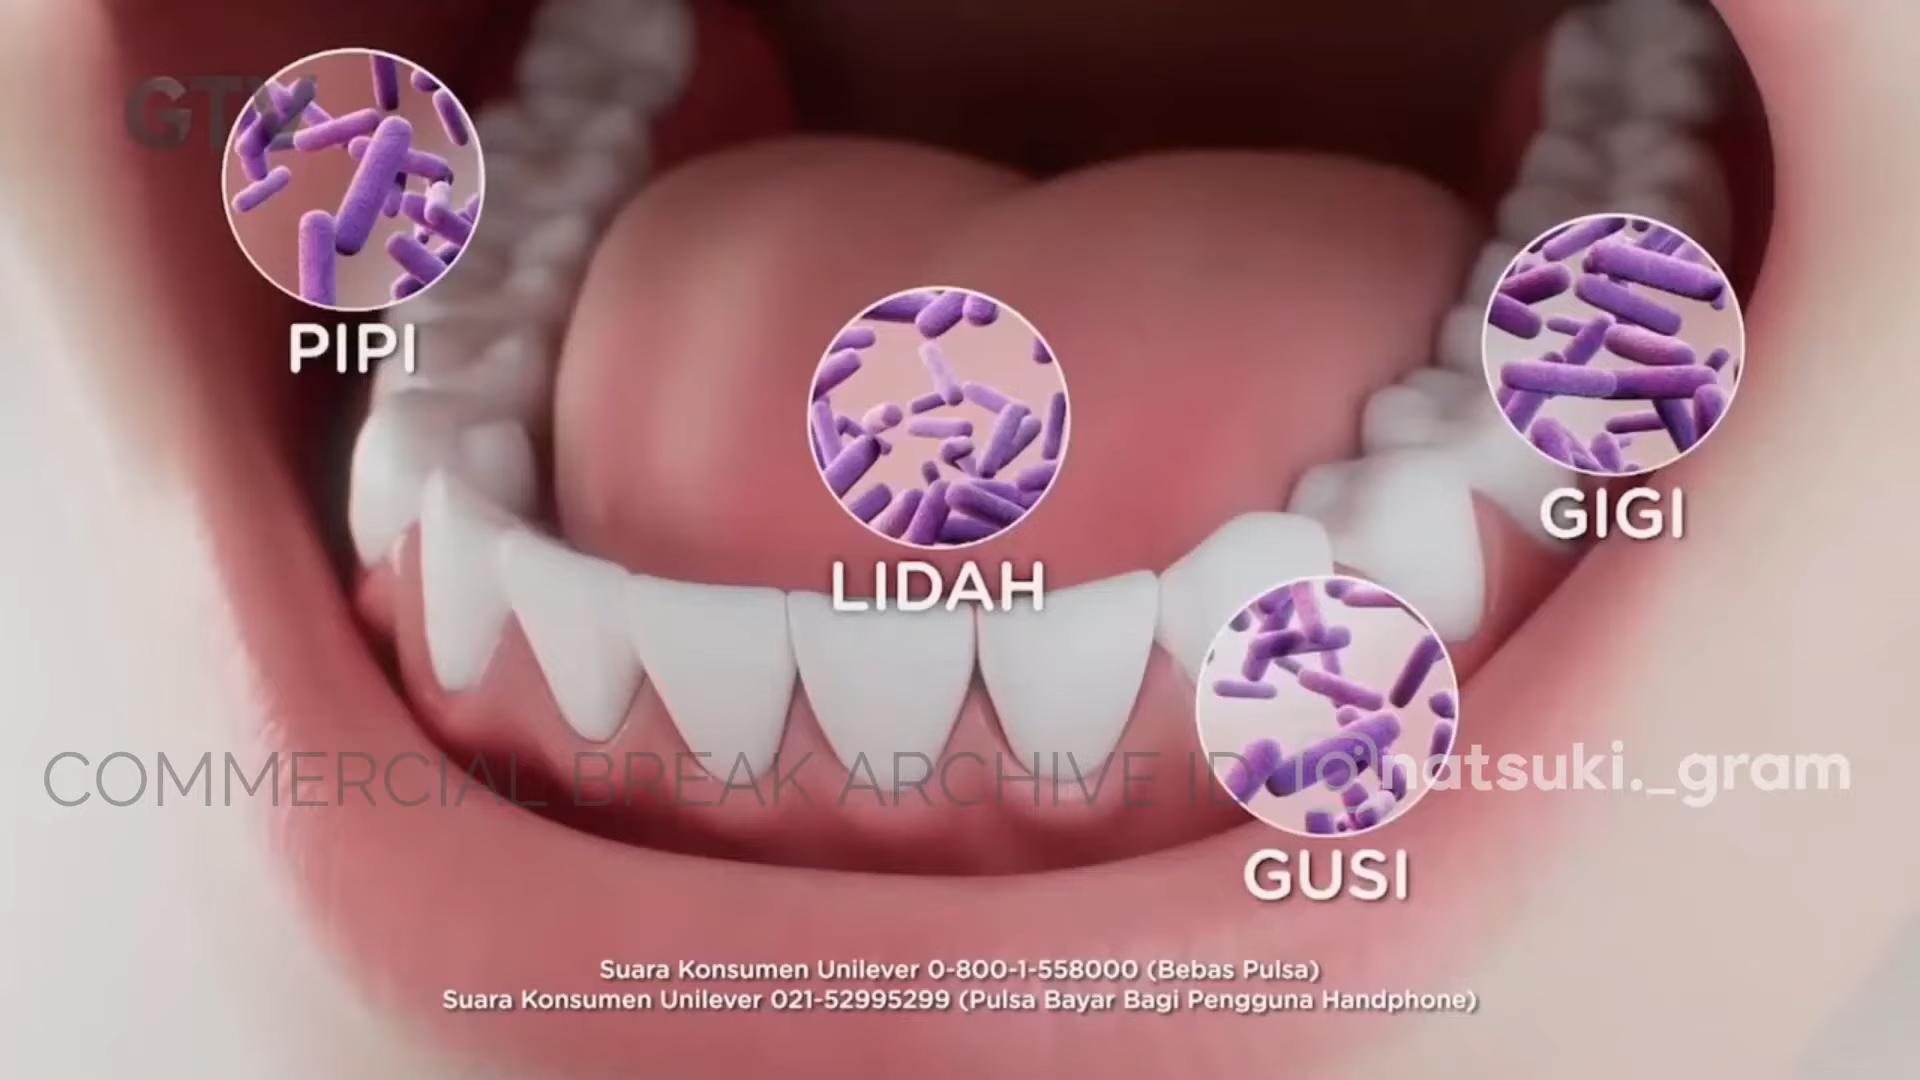 GTV
PIPI
LIDAH
GIGI
COMMERCIAL BREAK ARCHIVE ID
@natsuki._gram
GUSI
Suara Konsumen Unilever 0-800-1-558000 (Bebas Pulsa)
Suara Konsumen Unilever 021-52995299 (Pulsa Bayar Bagi Pengguna Handphone)